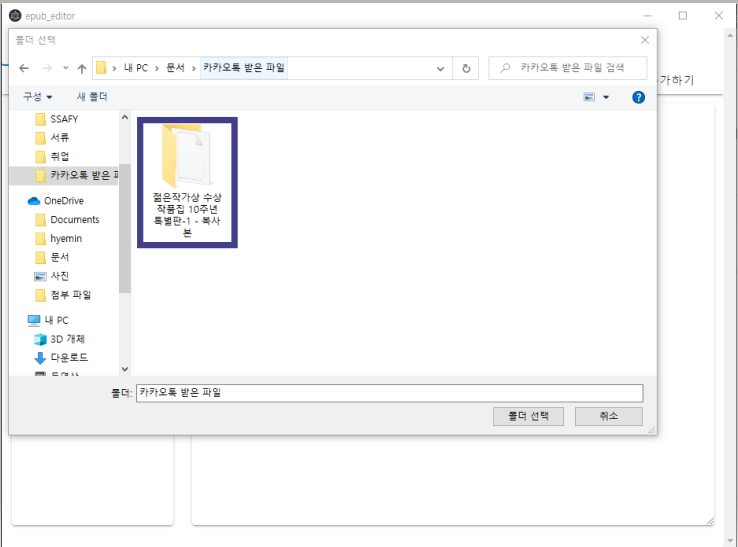 epub_editor
폴더 선택
내 PC > 문서 > 카카오톡 받은 파일
카카오톡 받은 파일 검색
가하기
구성
새 폴더
SSAFY
서류
취업
카카오톡 받은
OneDrive
Documents
hyemin
문서
사진
첨부 파일
내 PC
3D 개체
다운로드
젊은작가상 수상
작품집 10주년
특별판-1 - 복사
본
폴더: 카카오톡 받은 파일
폴더 선택
취소